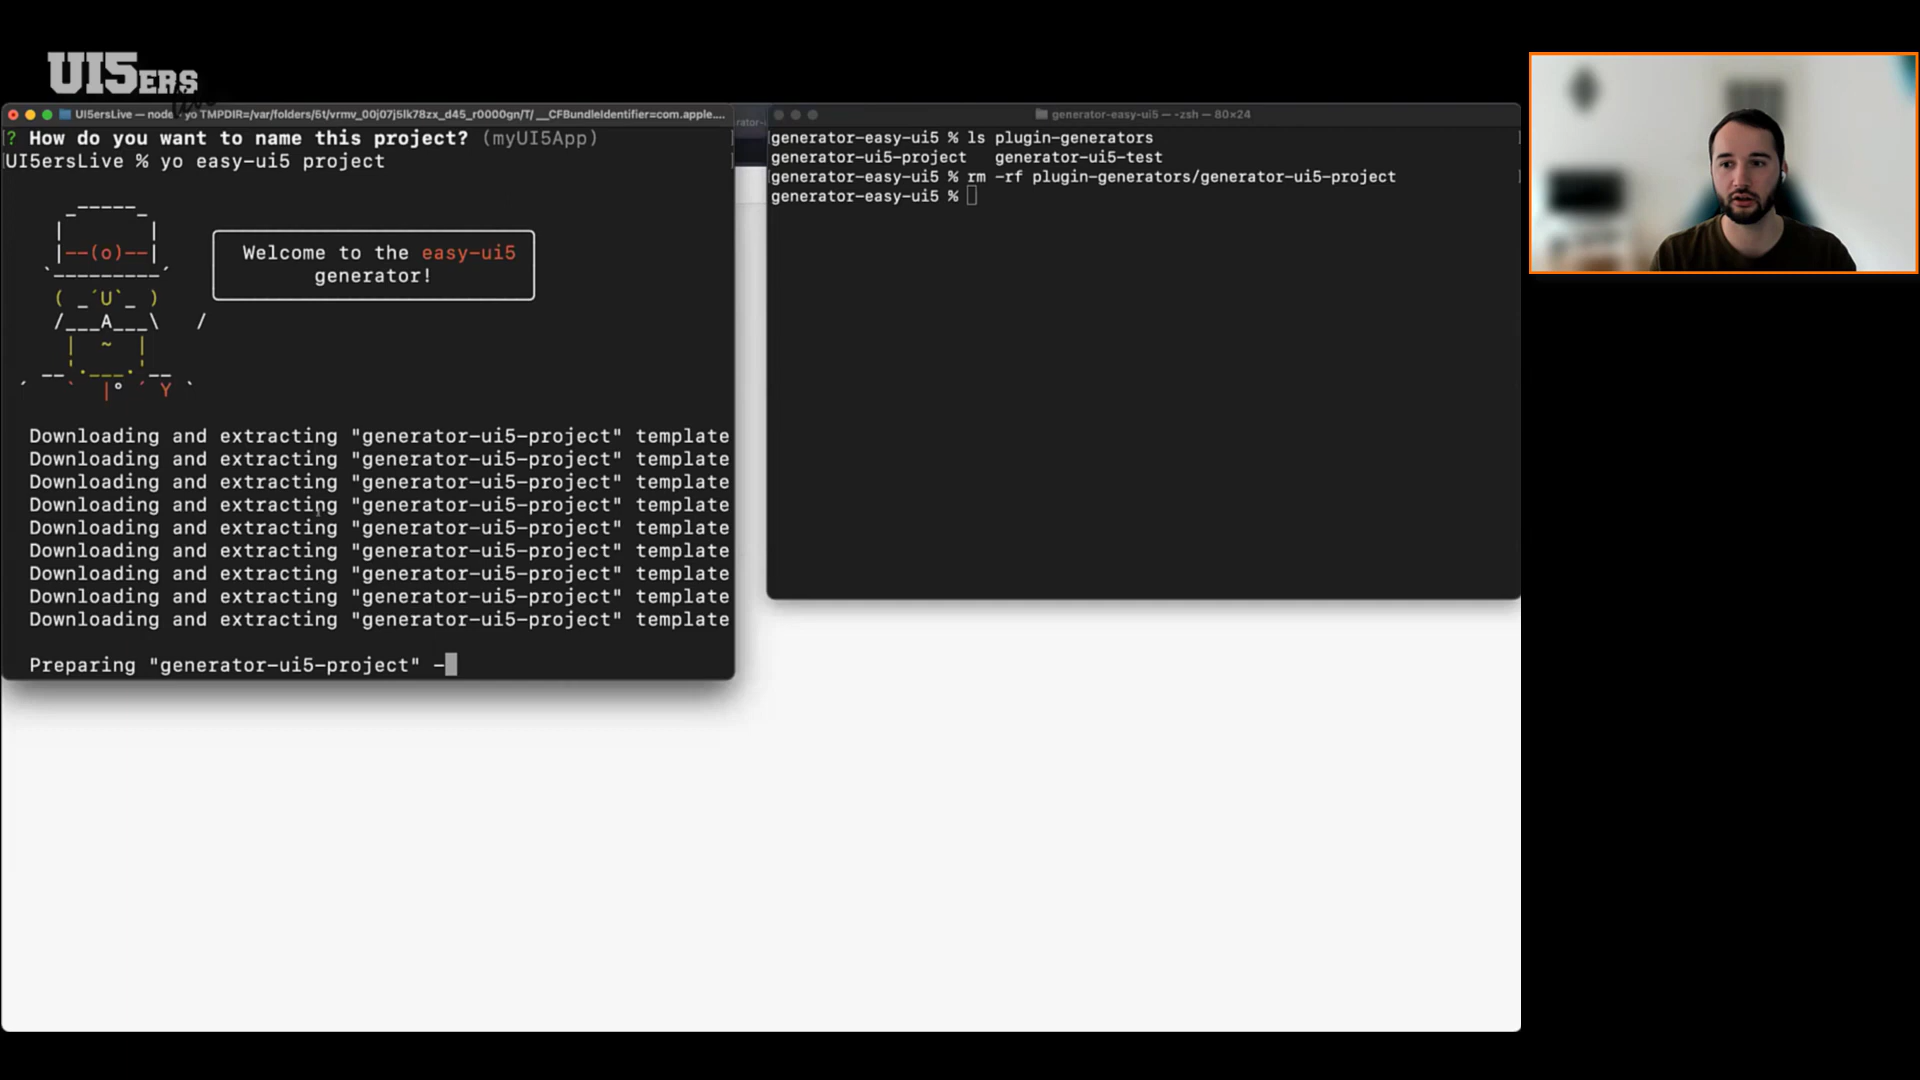 UI5ERS
live
UI5ersLive — node ◂ yo TMPDIR=/var/folders/6t/vrmv_00j07j5lk78zx_d45_r0000gn/T/ __CFBundleIdentifier=com.apple....
? How do you want to name this project? (myUI5App)
UI5ersLive % yo easy-ui5 project
Welcome to the easy-ui5
generator!
Downloading and extracting "generator-ui5-project" template
Downloading and extracting "generator-ui5-project" template
Downloading and extracting "generator-ui5-project" template
Downloading and extracting "generator-ui5-project" template
Downloading and extracting "generator-ui5-project" template
Downloading and extracting "generator-ui5-project" template
Downloading and extracting "generator-ui5-project" template
Downloading and extracting "generator-ui5-project" template
Downloading and extracting "generator-ui5-project" template
Preparing "generator-ui5-project" -
generator-easy-ui5 — -zsh — 80×24
generator-easy-ui5 % ls plugin-generators
generator-ui5-project generator-ui5-test
generator-easy-ui5 % rm -rf plugin-generators/generator-ui5-project
generator-easy-ui5 %